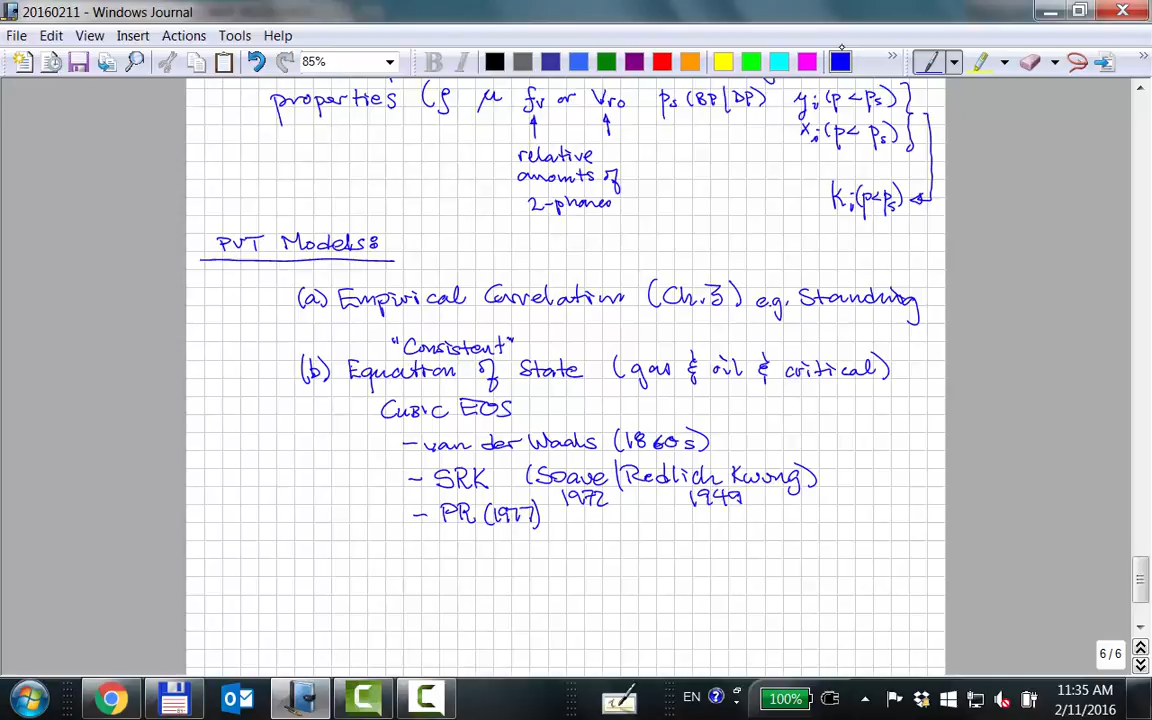 20160211 - Windows Journal
File Edit View Insert Actions Tools Help
85%
properties (ρ μ fv or Vro ps (BP/DP) yi (p<ps) }
xi (p<ps) }
relative
amounts of
2-phases
Ki (p<ps)
PVT Models:
(a) Empirical Correlation (Ch.3) e.g. Standing
"Consistent"
(b) Equation of State (gas & oil & critical)
Cubic EOS
- van der Waals (1860s)
- SRK (Soave/Redlich Kwong)
1972 1949
- PR (1977)
6 / 6
EN 100% 11:35 AM
2/11/2016